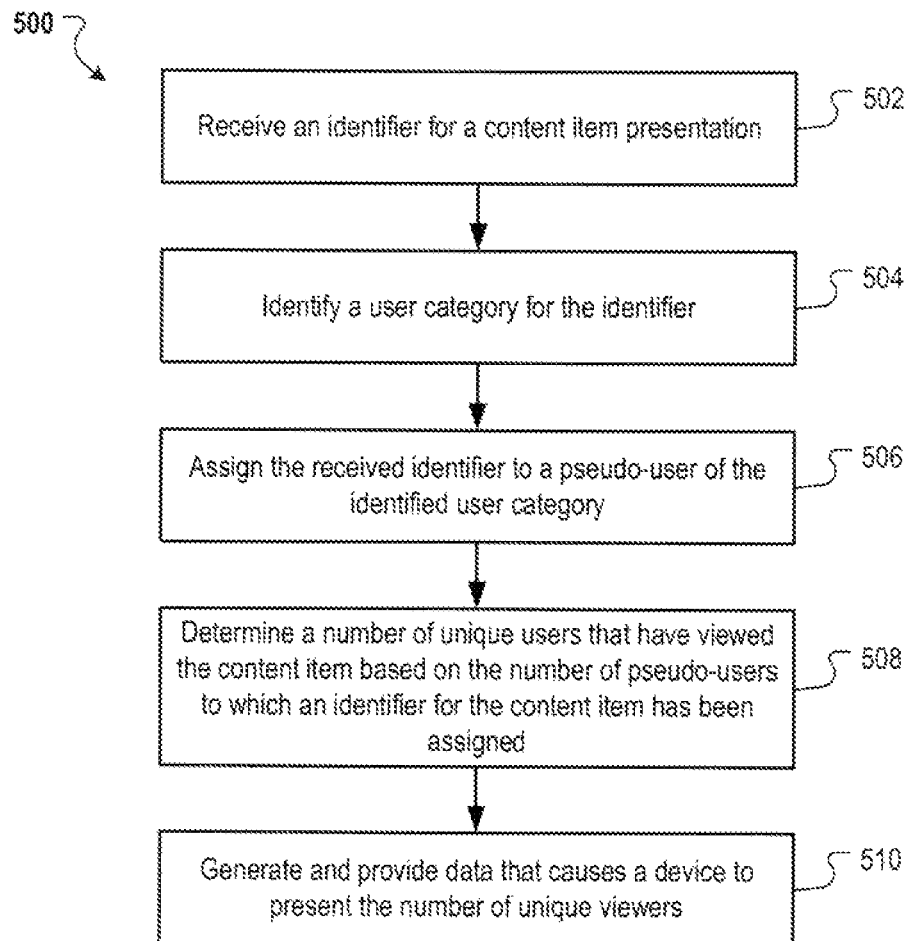 500
Receive an identifier for a content item presentation
502
Identify a user category for the identifier
504
Assign the received identifier to a pseudo-user of the
identified user category
506
Determine a number of unique users that have viewed
the content item based on the number of pseudo-users
to which an identifier for the content item has been
assigned
508
Generate and provide data that causes a device to
present the number of unique viewers
510